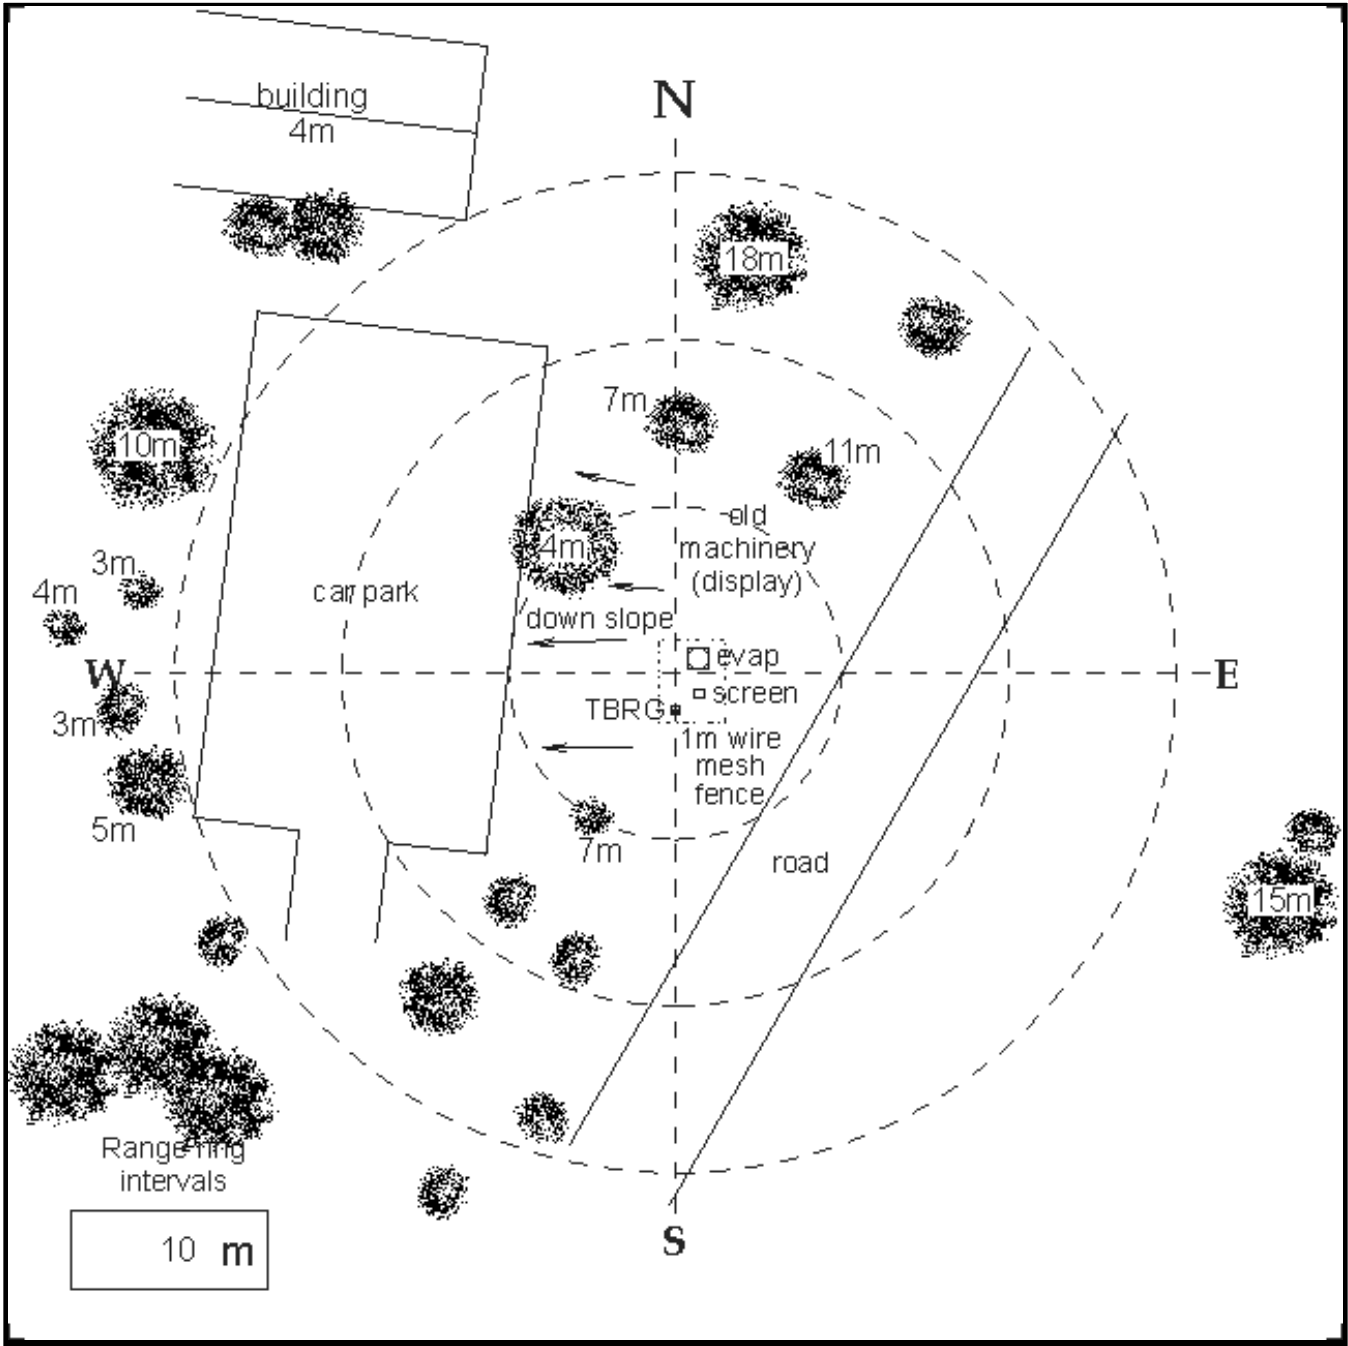 building
4m
N
18m
7m
11m
10m
old
machinery
(display)
4m
3m
4m
car park
down slope
W
evap
E
screen
TBRG
3m
1m wire
mesh
fence
5m
7m
road
15m
Range ring
intervals
S
10 m